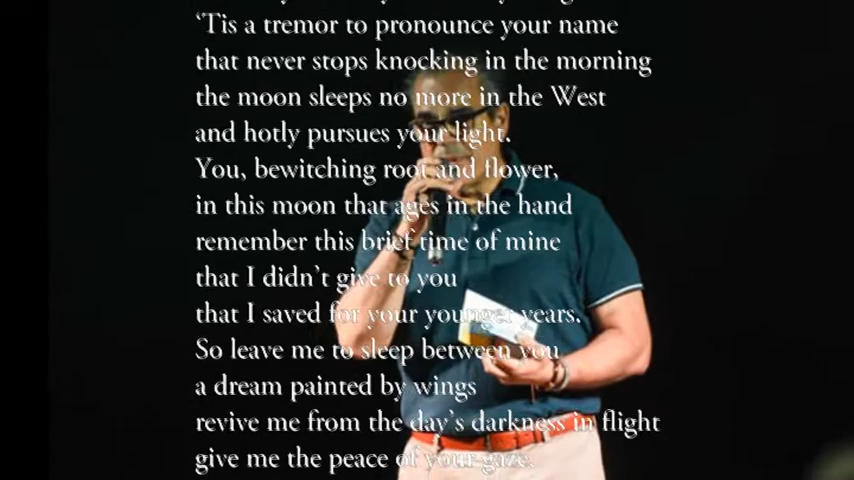 ‘Tis a tremor to pronounce your name
that never stops knocking in the morning
the moon sleeps no more in the West
and hotly pursues your light.
You, bewitching root and flower,
in this moon that ages in the hand
remember this brief time of mine
that I didn’t give to you
that I saved for your younger years.
So leave me to sleep between you
a dream painted by wings
revive me from the day’s darkness in flight
give me the peace of your gaze.